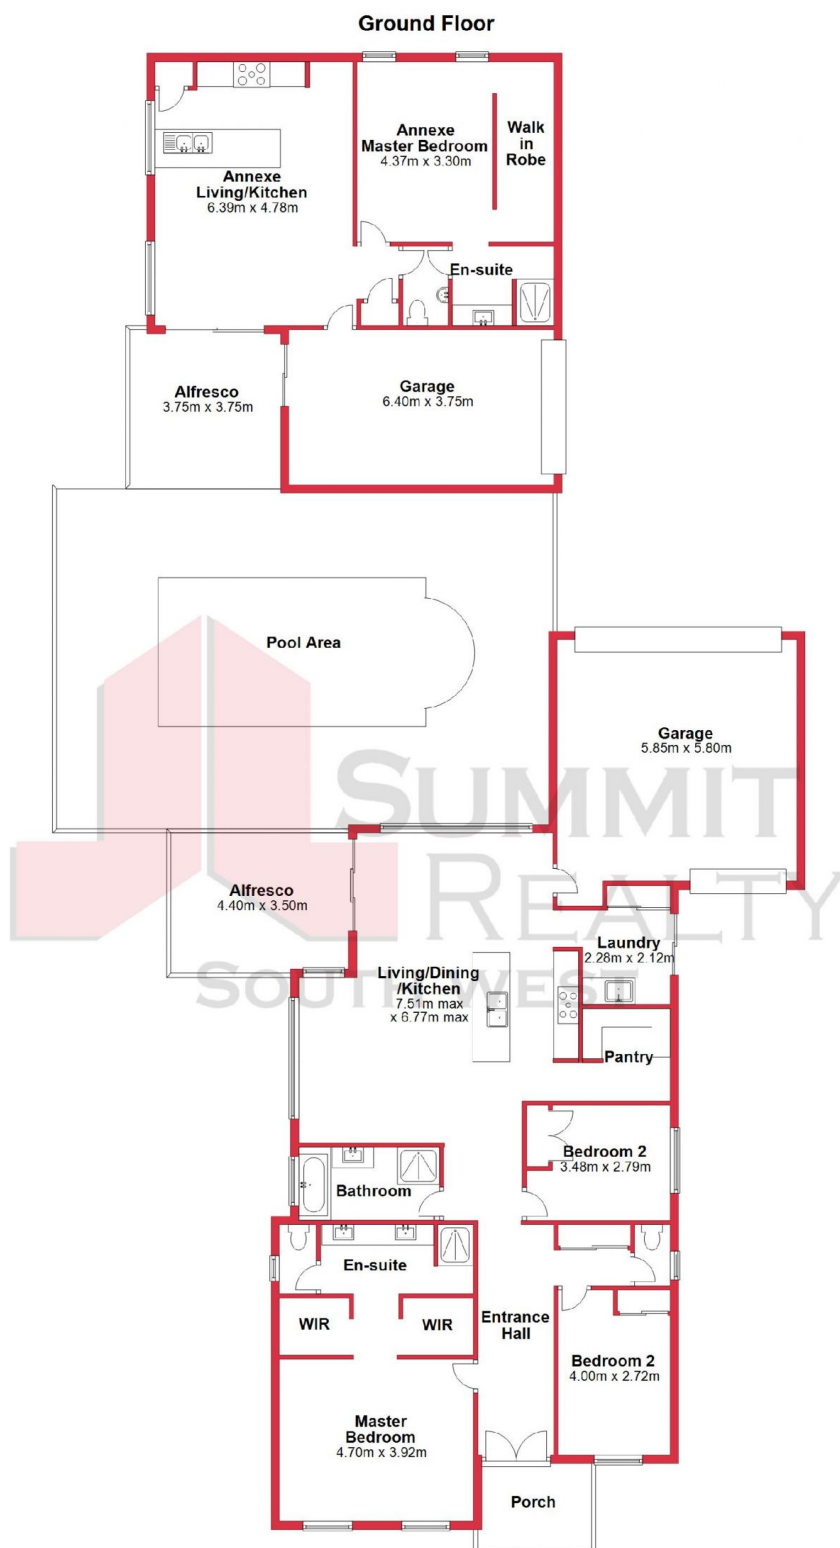 Ground Floor
Annexe
Master Bedroom
4.37m x 3.30m
Walk
in
Robe
Annexe
Living/Kitchen
6.39m x 4.78m
En-suite
Alfresco
3.75m x 3.75m
Garage
6.40m x 3.75m
Pool Area
Garage
5.85m x 5.80m
SUMMIT
REALTY
SOUTHWEST
Alfresco
4.40m x 3.50m
Laundry
2.28m x 2.12m
Living/Dining
/Kitchen
7.51m max
x 6.77m max
Pantry
Bedroom 2
3.48m x 2.79m
Bathroom
En-suite
WIR
WIR
Entrance
Hall
Bedroom 2
4.00m x 2.72m
Master
Bedroom
4.70m x 3.92m
Porch